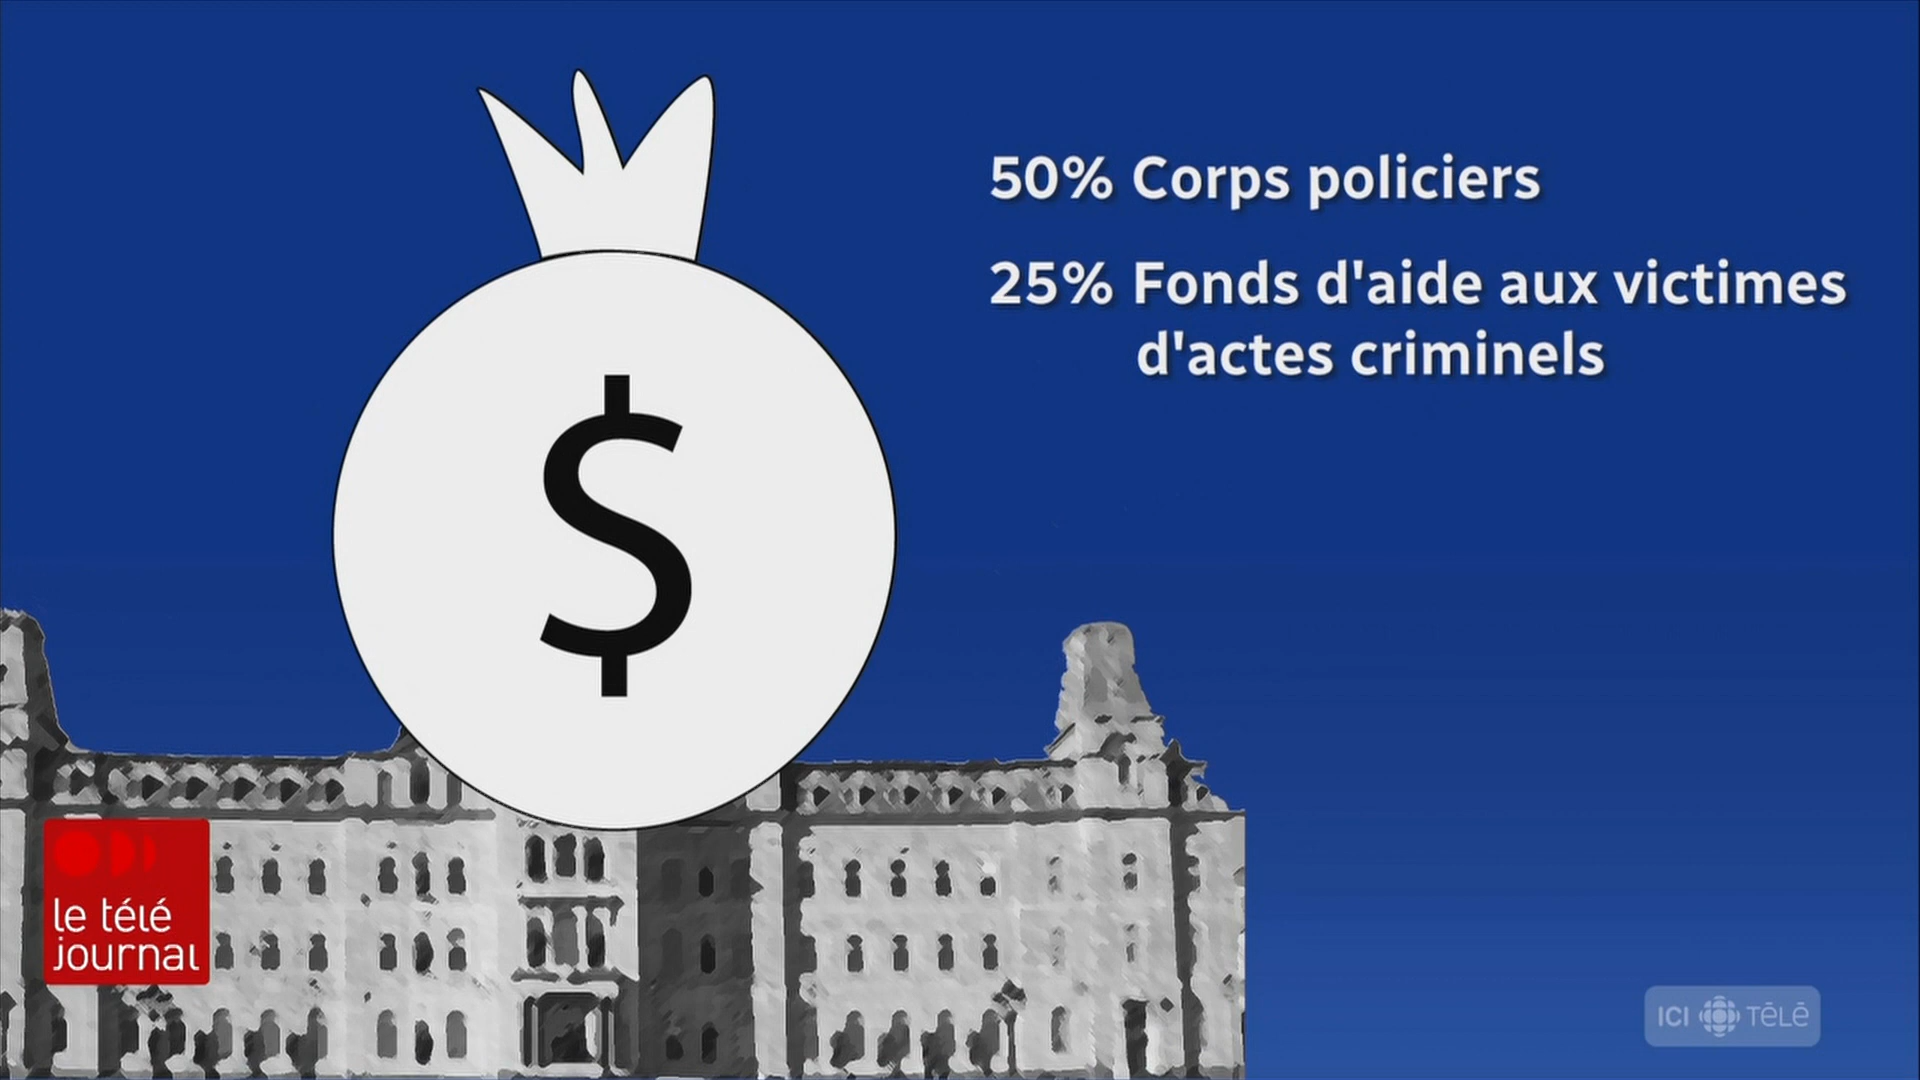 50% Corps policiers
25% Fonds d'aide aux victimes
d'actes criminels
$
le télé
journal
ICI TÉLÉ